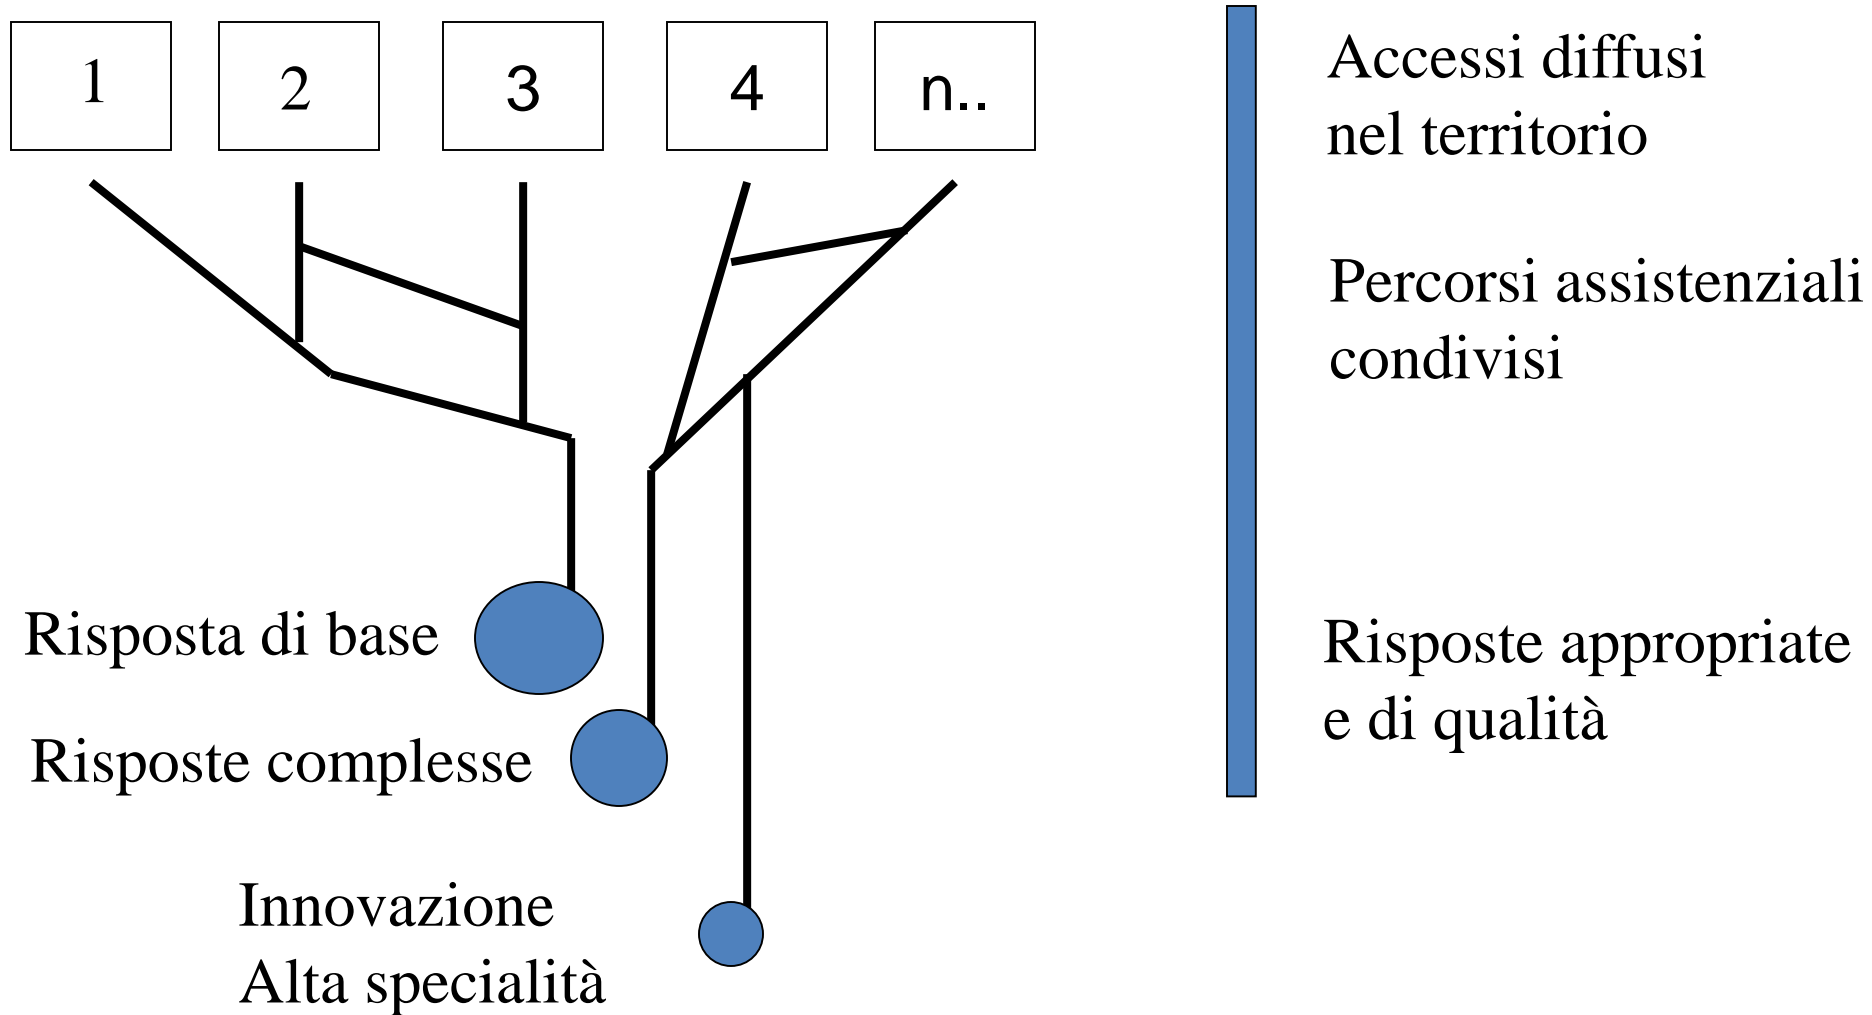 1
2
3
4
n..
Accessi diffusi
nel territorio
Percorsi assistenziali
condivisi
Risposta di base
Risposte complesse
Risposte appropriate
e di qualità
Innovazione
Alta specialità